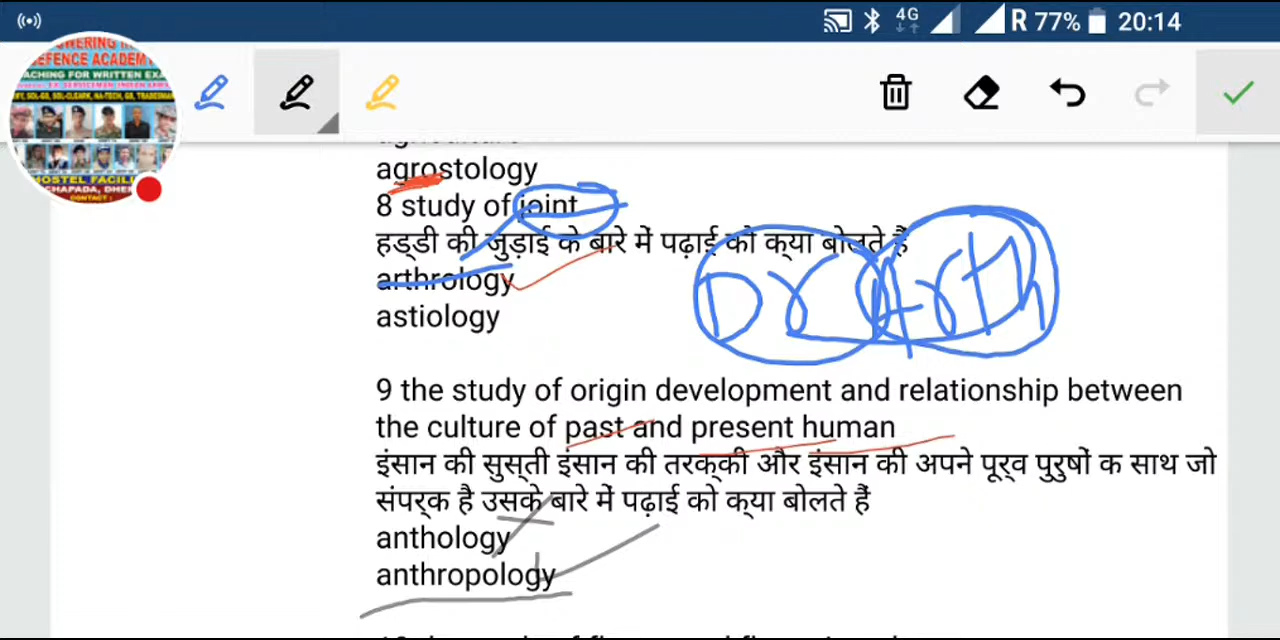 4G R 77% 20:14
DEFENCE ACADEMY
agrostology
8 study of joint
हड्डी की जुड़ाई के बारे में पढ़ाई को क्या बोलते हैं
arthrology
astiology
Dr Arth
9 the study of origin development and relationship between
the culture of past and present human
इंसान की सुस्ती इंसान की तरक्की और इंसान की अपने पूर्व पुरुषों क साथ जो
संपर्क है उसके बारे में पढ़ाई को क्या बोलते हैं
anthology
anthropology